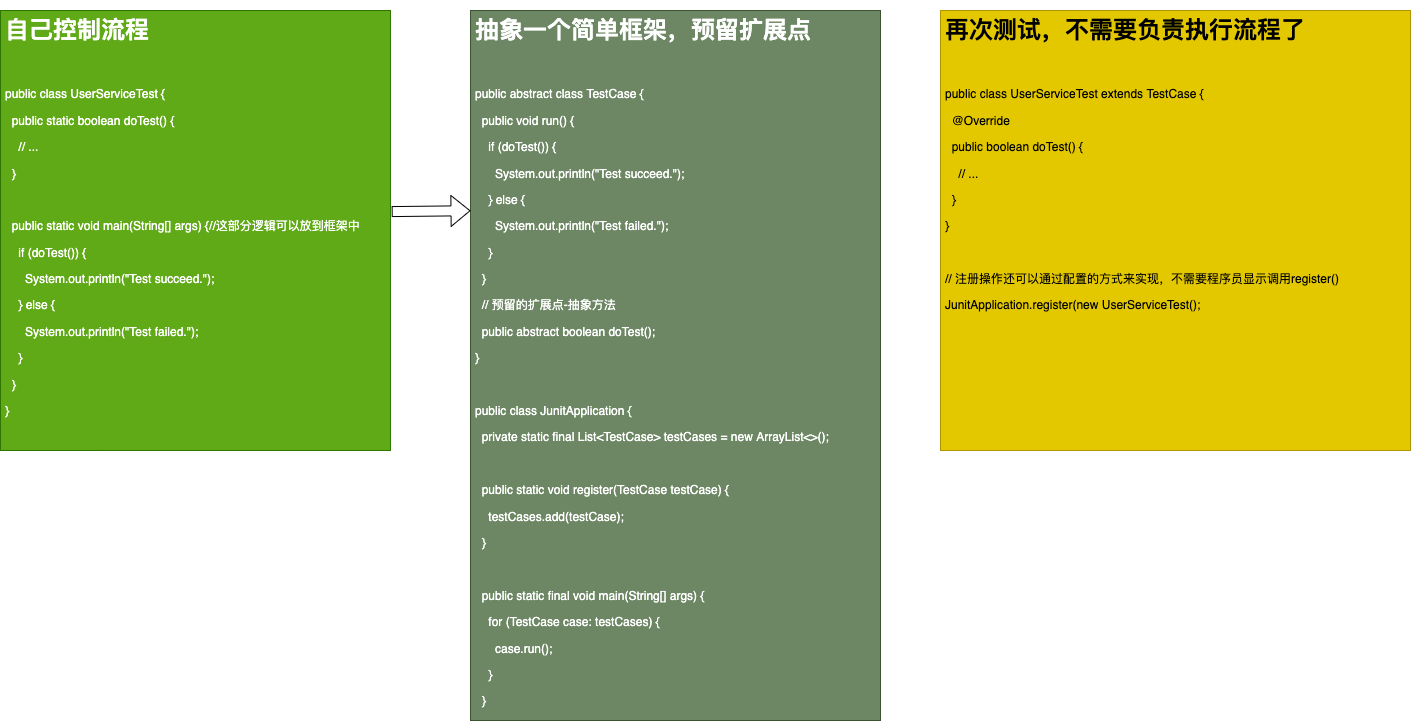 自己控制流程
public class UserServiceTest {
public static boolean doTest() {
// ...
}
public static void main(String[] args) {//这部分逻辑可以放到框架中
if (doTest()) {
System.out.println("Test succeed.");
} else {
System.out.println("Test failed.");
}
}
}
抽象一个简单框架，预留扩展点
public abstract class TestCase {
public void run() {
if (doTest()) {
System.out.println("Test succeed.");
} else {
System.out.println("Test failed.");
}
}
// 预留的扩展点-抽象方法
public abstract boolean doTest();
}
public class JunitApplication {
private static final List<TestCase> testCases = new ArrayList<>();
public static void register(TestCase testCase) {
testCases.add(testCase);
}
public static final void main(String[] args) {
for (TestCase case: testCases) {
case.run();
}
}
再次测试，不需要负责执行流程了
public class UserServiceTest extends TestCase {
@Override
public boolean doTest() {
// ...
}
}
// 注册操作还可以通过配置的方式来实现，不需要程序员显示调用register()
JunitApplication.register(new UserServiceTest();